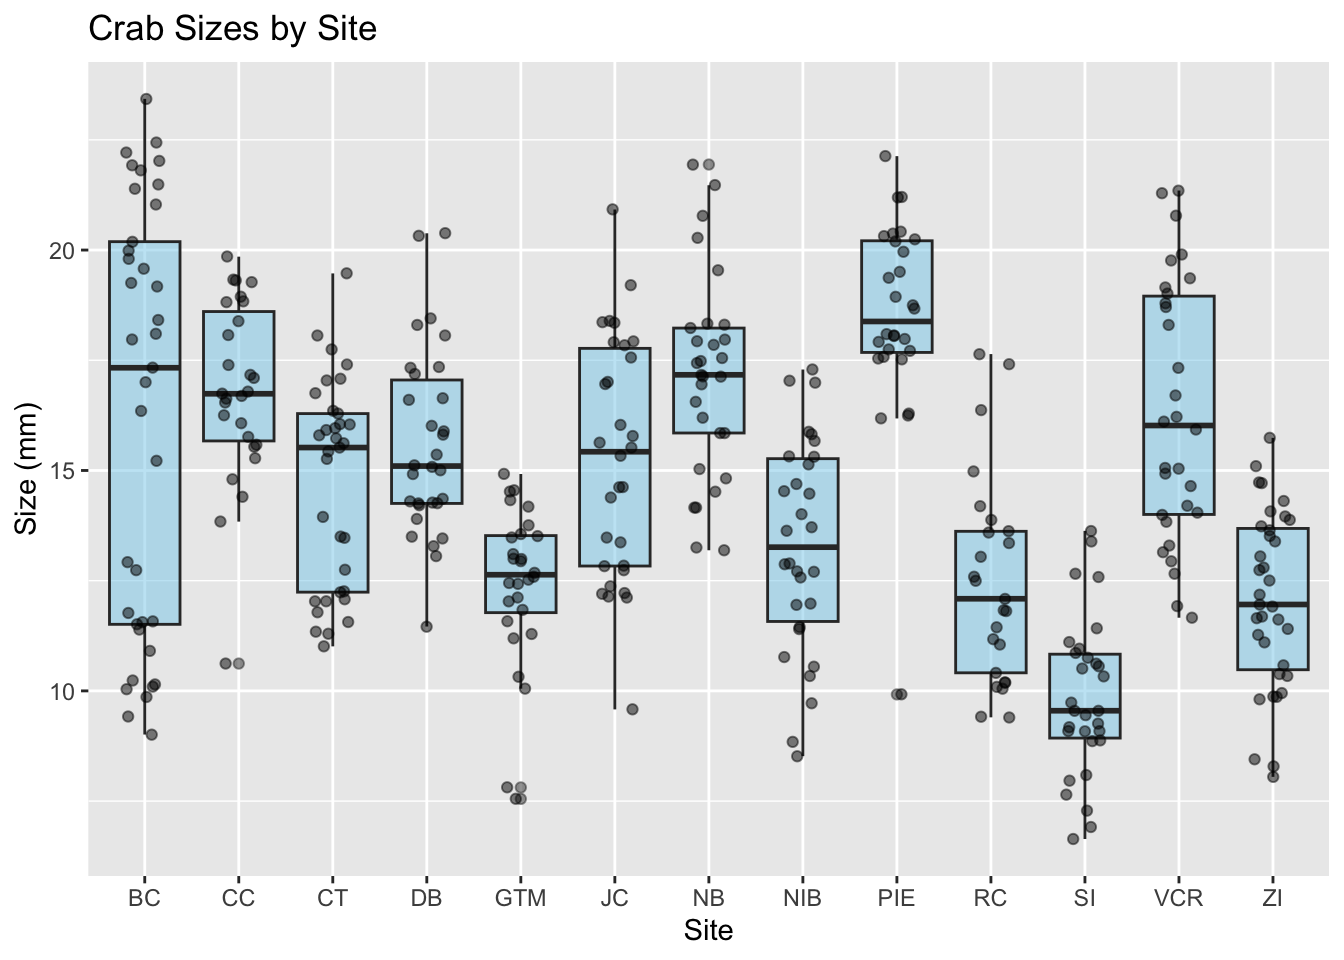 Crab Sizes by Site
Size (mm)
20
15
10
BC CC CT DB GTM JC NB NIB PIE RC SI VCR ZI
Site